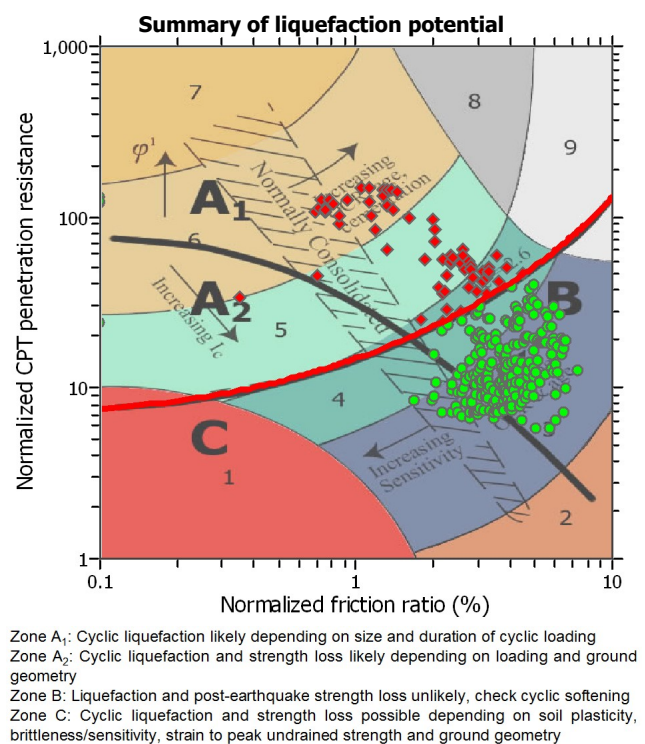 Summary of liquefaction potential
1,000
7
8
9
φ¹
Normally Consolidated
Increasing
A₁
100
6
2.6
Increasing Ic
A₂
B
5
10
4
C
Increasing
Sensitivity
1
3
2
1
0.1
1
10
Normalized CPT penetration resistance
Normalized friction ratio (%)
Zone A₁: Cyclic liquefaction likely depending on size and duration of cyclic loading
Zone A₂: Cyclic liquefaction and strength loss likely depending on loading and ground
geometry
Zone B: Liquefaction and post-earthquake strength loss unlikely, check cyclic softening
Zone C: Cyclic liquefaction and strength loss possible depending on soil plasticity,
brittleness/sensitivity, strain to peak undrained strength and ground geometry